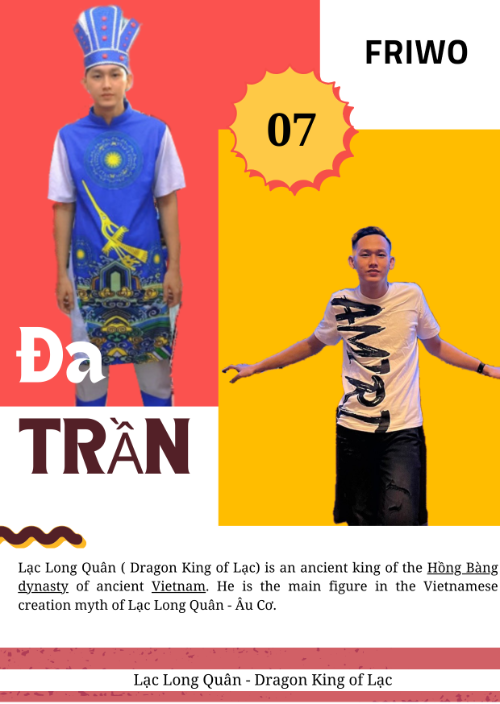 FRIWO
07
AMIRI
Đa
TRẦN
Lạc Long Quân ( Dragon King of Lạc) is an ancient king of the Hồng Bàng
dynasty of ancient Vietnam. He is the main figure in the Vietnamese
creation myth of Lạc Long Quân - Âu Cơ.
Lạc Long Quân - Dragon King of Lạc